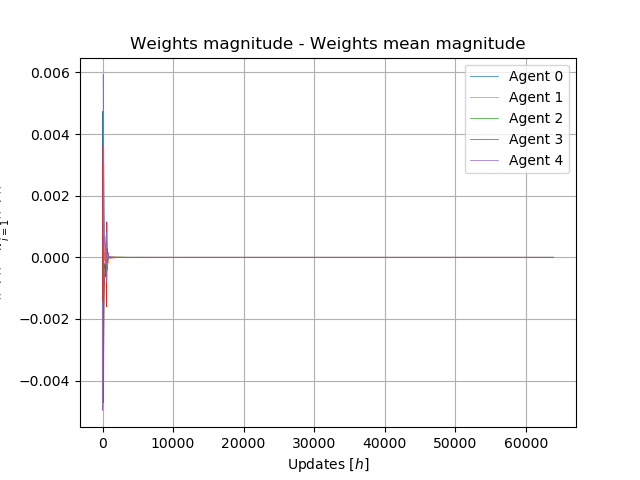 Weights magnitude - Weights mean magnitude
0.006
0.004
0.002
0.000
−0.002
−0.004
Agent 0
Agent 1
Agent 2
Agent 3
Agent 4
0
10000
20000
30000
40000
50000
60000
Updates [h]